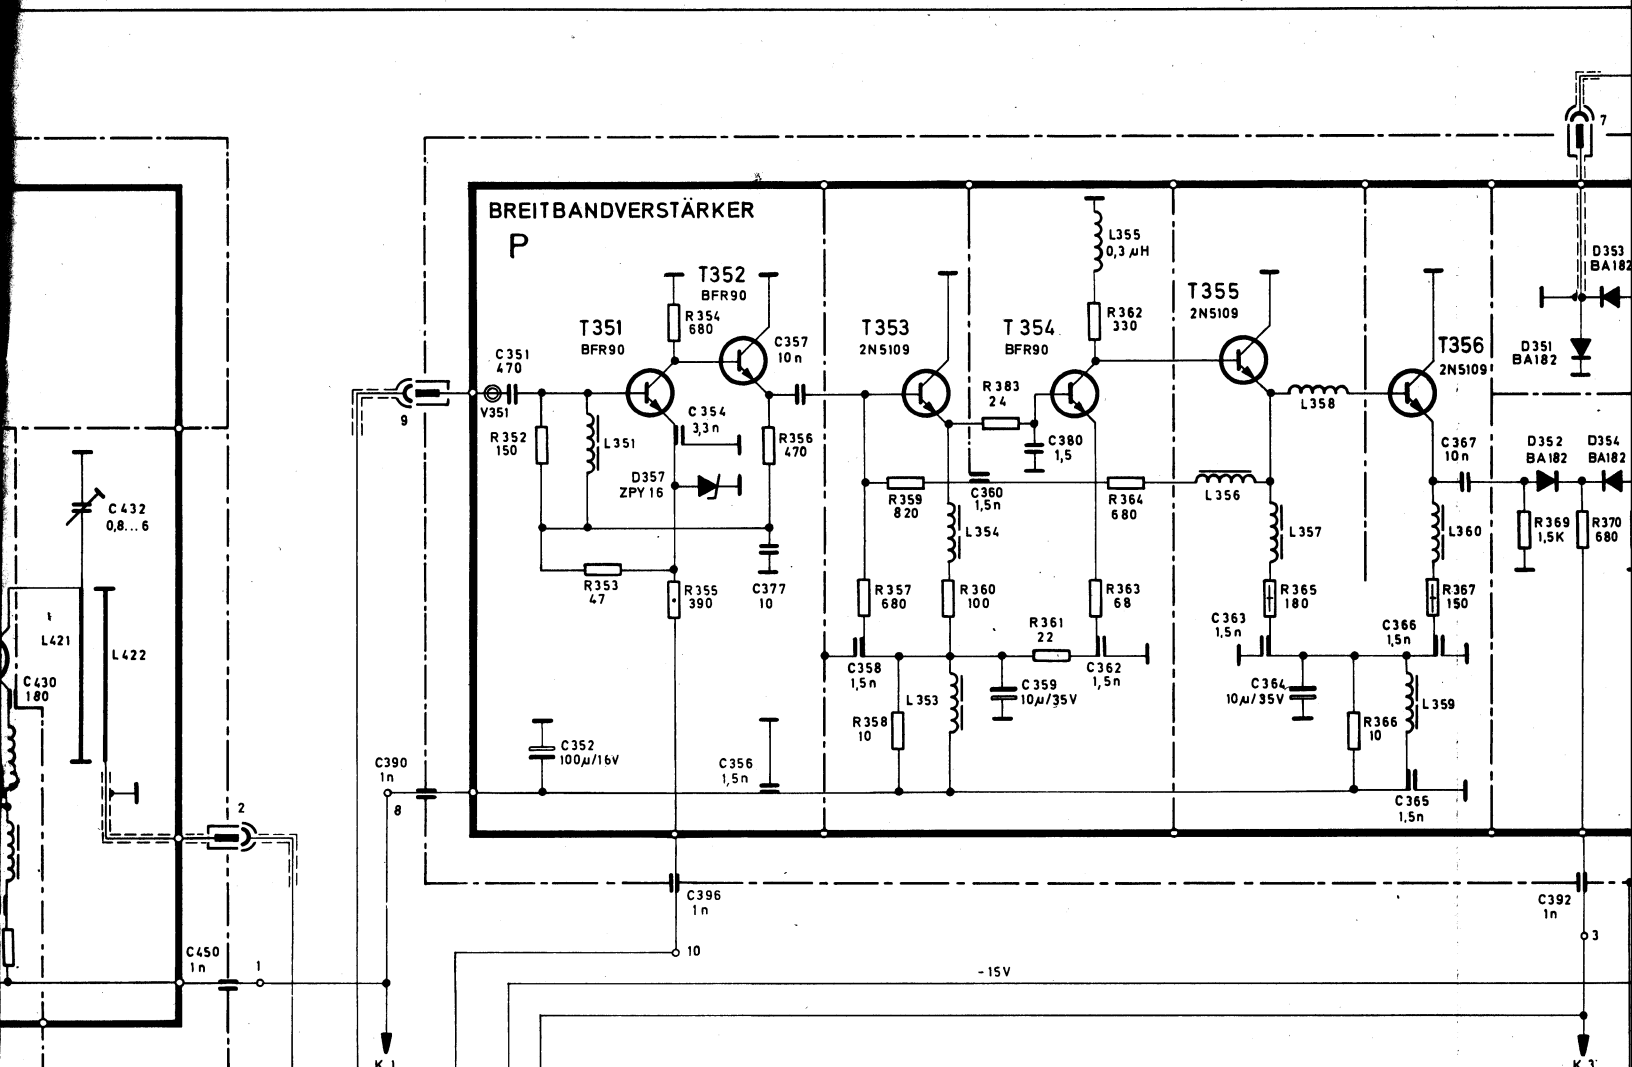 BREITBANDVERSTÄRKER
P
7
D353
BA182
L355
0,3 µH
T352
BFR90
R354
680
T351
BFR90
C357
10n
T353
2N5109
T354
BFR90
R362
330
T355
2N5109
T356
2N5109
D351
BA182
C351
470
V351
9
R383
24
L358
R352
150
L351
C354
3,3n
R356
470
C380
1,5
C367
10n
D352
BA182
D354
BA182
D357
ZPY 16
R359
820
C360
1,5n
R364
680
L356
C432
0,8...6
L354
L357
L360
R369
1,5K
R370
680
R353
47
R355
390
C377
10
R357
680
R360
100
R363
68
R365
180
R367
150
L421
L422
C358
1,5n
R361
22
C362
1,5n
C363
1,5n
C366
1,5n
C430
180
L353
C359
10µ/35V
C364
10µ/35V
L359
R358
10
R366
10
C352
100µ/16V
C356
1,5n
C390
1n
8
C365
1,5n
2
C396
1n
C392
1n
C450
1n
1
10
3
-15V
K 3